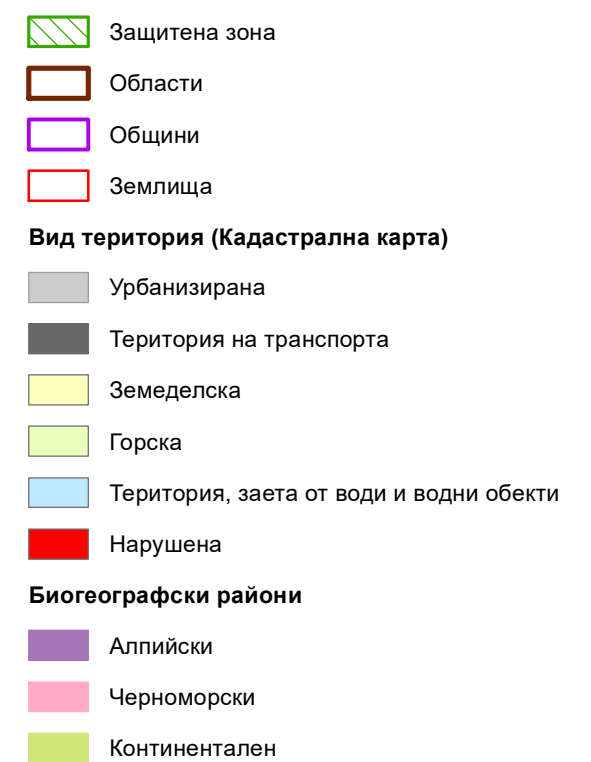 Защитена зона
Области
Общини
Землища
Вид територия (Кадастрална карта)
Урбанизирана
Територия на транспорта
Земеделска
Горска
Територия, заета от води и водни обекти
Нарушена
Биогеографски райони
Алпийски
Черноморски
Континентален